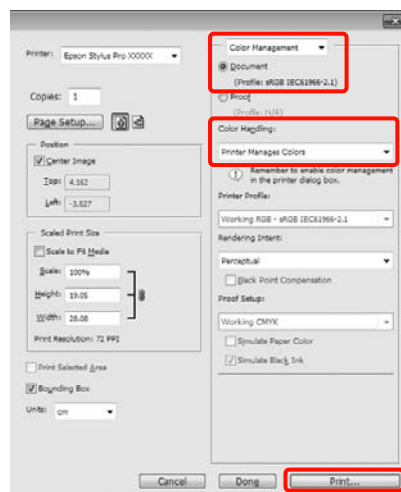 Printer: Epson Stylus Pro XXXXX
Copies: 1
Page Setup...
Position
Center Image
Top: 4.162
Left: -3.527
Scaled Print Size
Scale to Fit Media
Scale: 100%
Height: 19.05
Width: 28.08
Print Resolution: 72 PPI
Print Selected Area
Bounding Box
Units: cm
Color Management
Document
(Profile: sRGB IEC61966-2.1)
Proof
(Profile: N/A)
Color Handling:
Printer Manages Colors
Remember to enable color management
in the printer dialog box.
Printer Profile:
Working RGB - sRGB IEC61966-2.1
Rendering Intent:
Perceptual
Black Point Compensation
Proof Setup:
Working CMYK
Simulate Paper Color
Simulate Black Ink
Cancel
Done
Print...